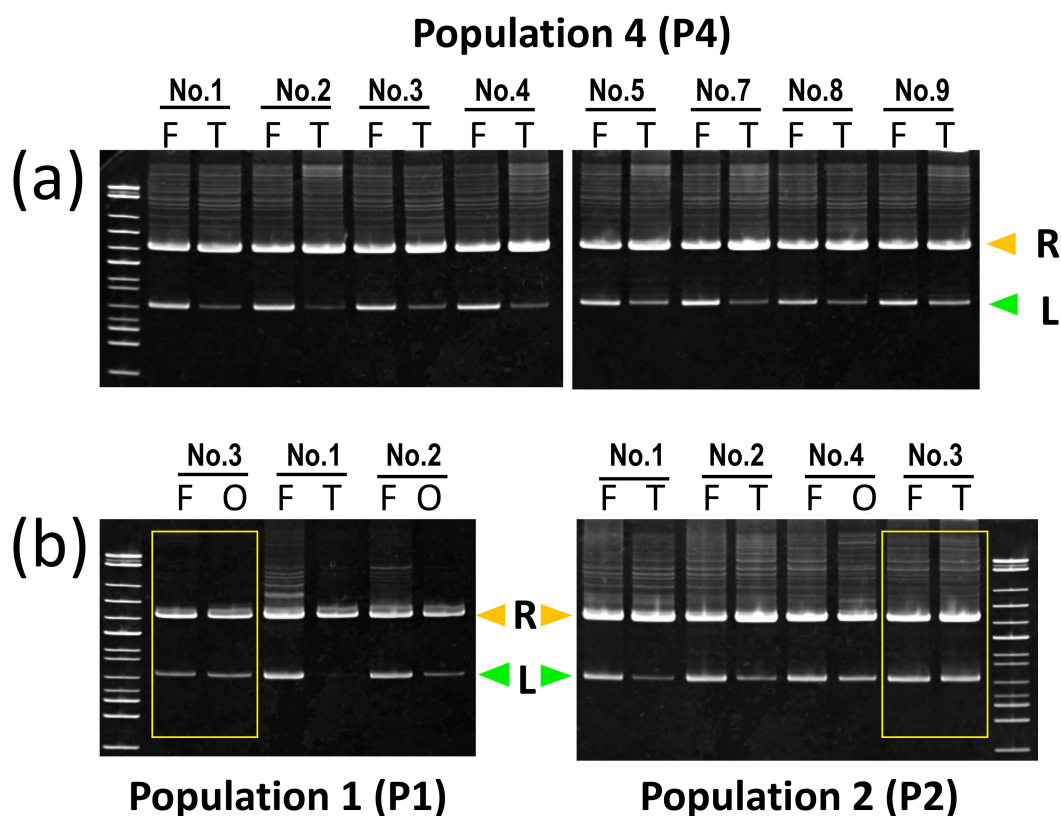 Population 4 (P4)
No.1 No.2 No.3 No.4 No.5 No.7 No.8 No.9
F T F T F T F T F T F T F T F T
(a)
R
L
No.3 No.1 No.2 No.1 No.2 No.4 No.3
F O F T F O F T F T F O F T
(b)
R
L
Population 1 (P1) Population 2 (P2)